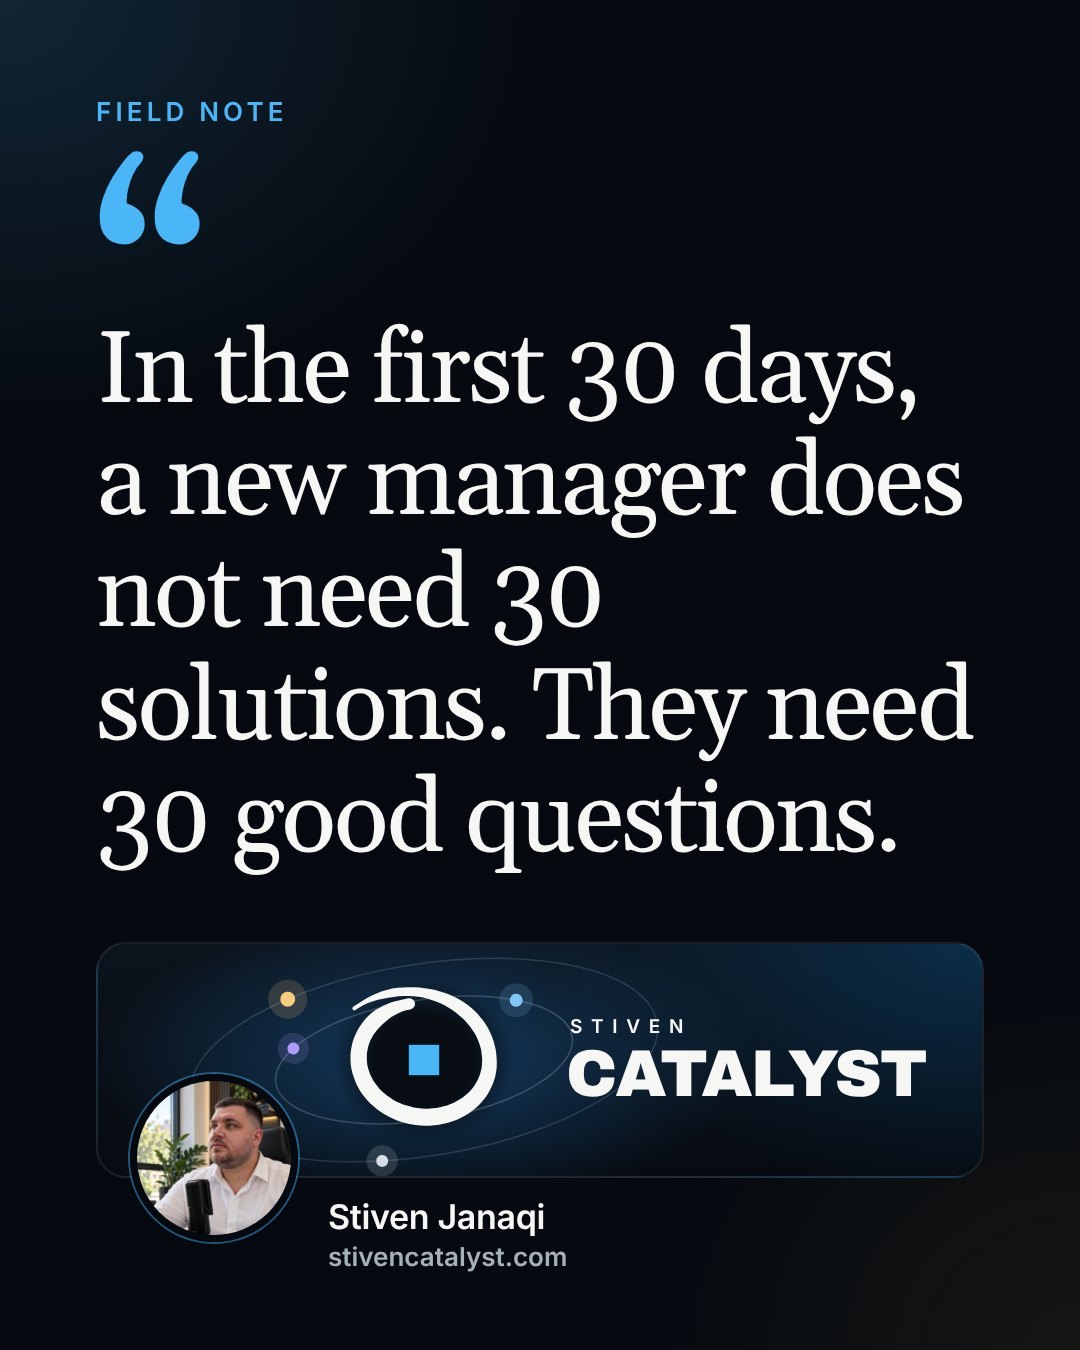 FIELD NOTE
“
In the first 30 days,
a new manager does
not need 30
solutions. They need
30 good questions.
STIVEN
CATALYST
Stiven Janaqi
stivencatalyst.com